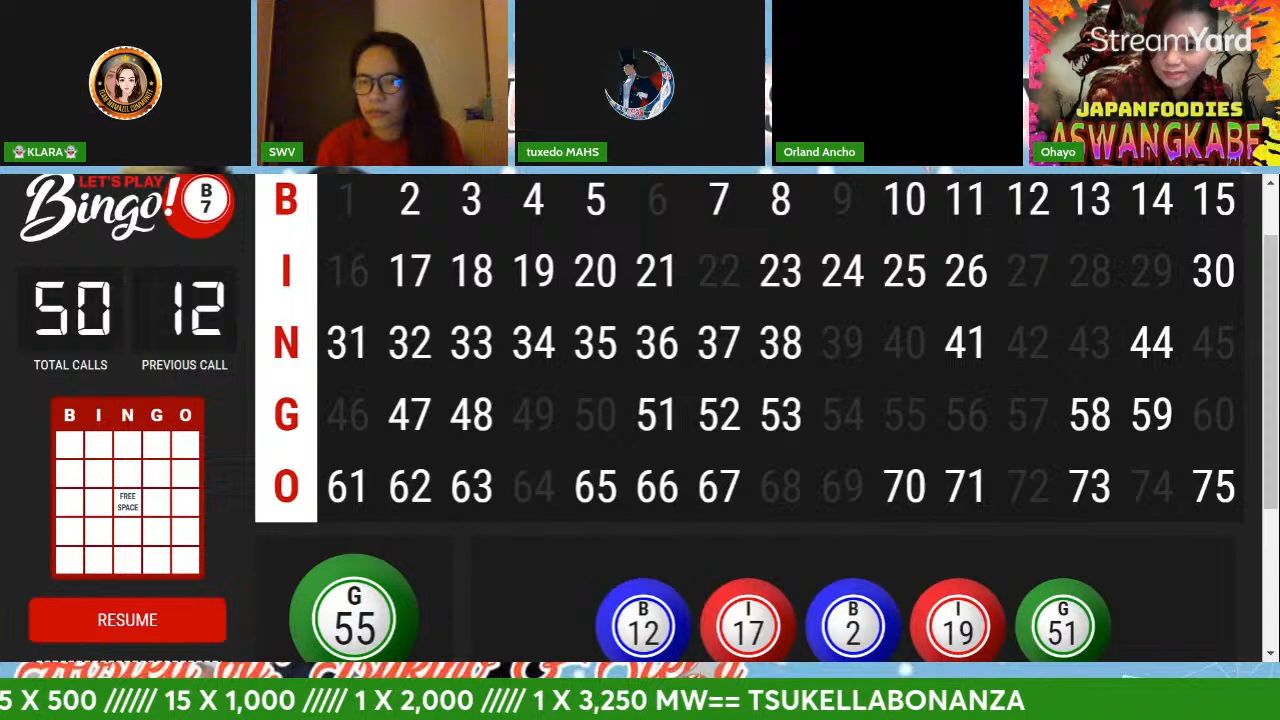 StreamYard
JAPANFOODIES
ASWANGKABE
👻KLARA👻
SWV
tuxedo MAHS
Orland Ancho
Ohayo
LET'S PLAY
Bingo!
B
7
50
12
TOTAL CALLS
PREVIOUS CALL
B I N G O
FREE
SPACE
RESUME
B 1 2 3 4 5 6 7 8 9 10 11 12 13 14 15
I 16 17 18 19 20 21 22 23 24 25 26 27 28 29 30
N 31 32 33 34 35 36 37 38 39 40 41 42 43 44 45
G 46 47 48 49 50 51 52 53 54 55 56 57 58 59 60
O 61 62 63 64 65 66 67 68 69 70 71 72 73 74 75
G
55
B
12
I
17
B
2
I
19
G
51
5 X 500 ////// 15 X 1,000 ///// 1 X 2,000 ///// 1 X 3,250 MW== TSUKELLABONANZA